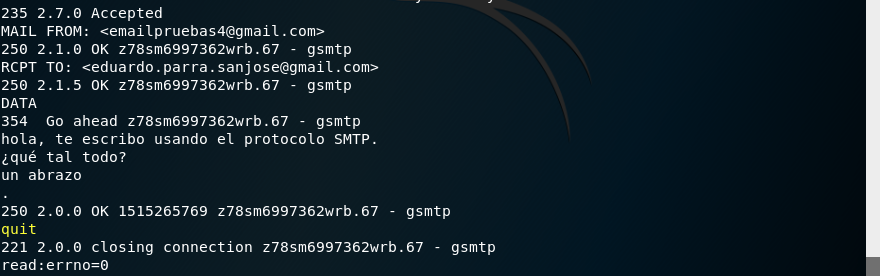 235 2.7.0 Accepted
MAIL FROM: <emailpruebas4@gmail.com>
250 2.1.0 OK z78sm6997362wrb.67 - gsmtp
RCPT TO: <eduardo.parra.sanjose@gmail.com>
250 2.1.5 OK z78sm6997362wrb.67 - gsmtp
DATA
354  Go ahead z78sm6997362wrb.67 - gsmtp
hola, te escribo usando el protocolo SMTP.
¿qué tal todo?
un abrazo
.
250 2.0.0 OK 1515265769 z78sm6997362wrb.67 - gsmtp
quit
221 2.0.0 closing connection z78sm6997362wrb.67 - gsmtp
read:errno=0